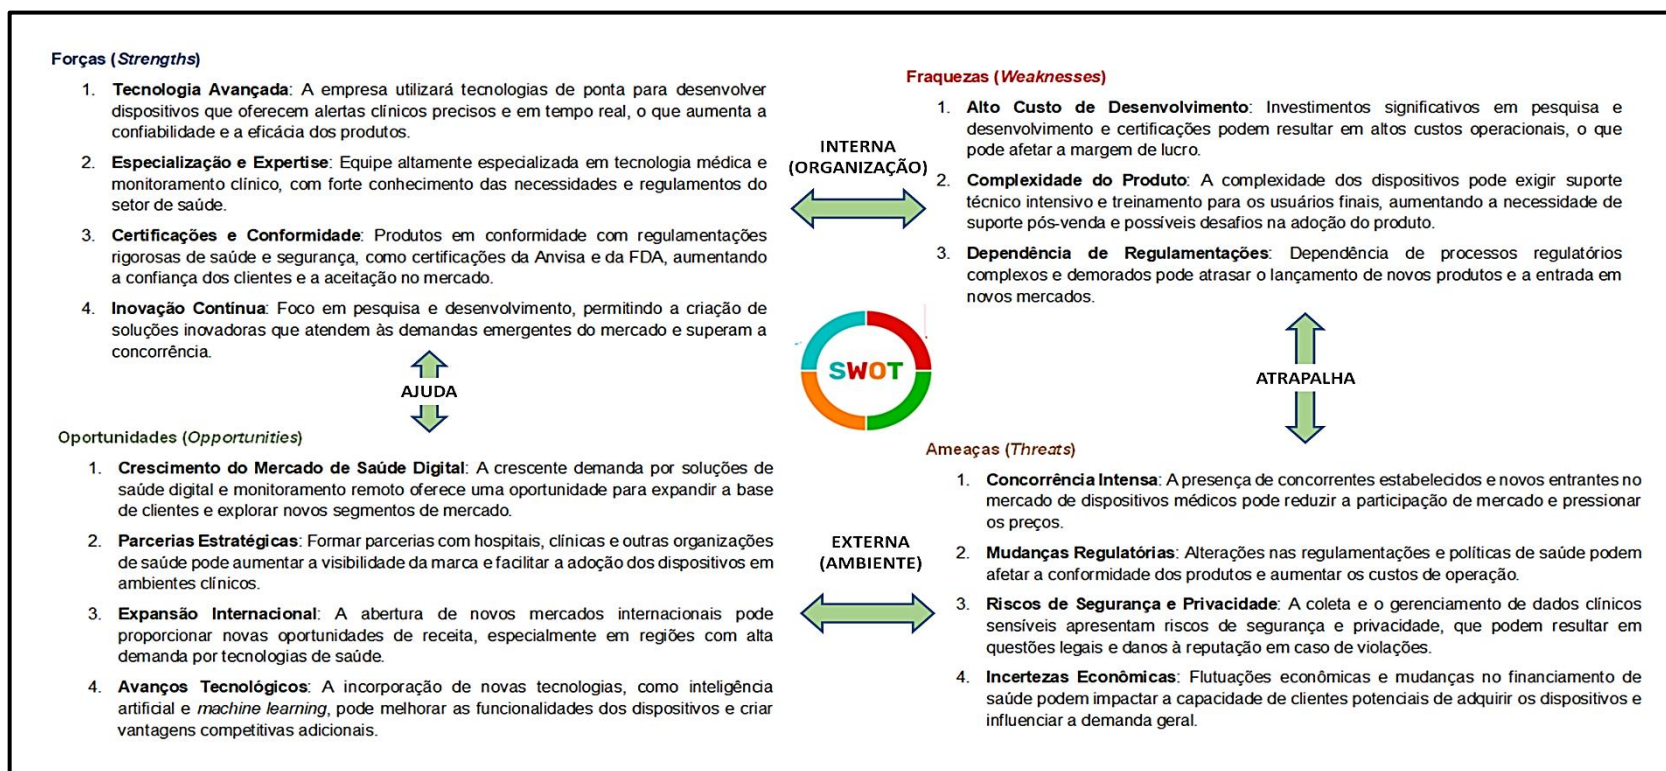 Forças (Strengths)
1. Tecnologia Avançada: A empresa utilizará tecnologias de ponta para desenvolver
dispositivos que oferecem alertas clínicos precisos e em tempo real, o que aumenta a
confiabilidade e a eficácia dos produtos.
2. Especialização e Expertise: Equipe altamente especializada em tecnologia médica e
monitoramento clínico, com forte conhecimento das necessidades e regulamentos do
setor de saúde.
3. Certificações e Conformidade: Produtos em conformidade com regulamentações
rigorosas de saúde e segurança, como certificações da Anvisa e da FDA, aumentando
a confiança dos clientes e a aceitação no mercado.
4. Inovação Contínua: Foco em pesquisa e desenvolvimento, permitindo a criação de
soluções inovadoras que atendem às demandas emergentes do mercado e superam a
concorrência.
INTERNA
(ORGANIZAÇÃO)
Fraquezas (Weaknesses)
1. Alto Custo de Desenvolvimento: Investimentos significativos em pesquisa e
desenvolvimento e certificações podem resultar em altos custos operacionais, o que
pode afetar a margem de lucro.
2. Complexidade do Produto: A complexidade dos dispositivos pode exigir suporte
técnico intensivo e treinamento para os usuários finais, aumentando a necessidade de
suporte pós-venda e possíveis desafios na adoção do produto.
3. Dependência de Regulamentações: Dependência de processos regulatórios
complexos e demorados pode atrasar o lançamento de novos produtos e a entrada em
novos mercados.
AJUDA
SWOT
ATRAPALHA
Oportunidades (Opportunities)
1. Crescimento do Mercado de Saúde Digital: A crescente demanda por soluções de
saúde digital e monitoramento remoto oferece uma oportunidade para expandir a base
de clientes e explorar novos segmentos de mercado.
2. Parcerias Estratégicas: Formar parcerias com hospitais, clínicas e outras organizações
de saúde pode aumentar a visibilidade da marca e facilitar a adoção dos dispositivos em
ambientes clínicos.
3. Expansão Internacional: A abertura de novos mercados internacionais pode
proporcionar novas oportunidades de receita, especialmente em regiões com alta
demanda por tecnologias de saúde.
4. Avanços Tecnológicos: A incorporação de novas tecnologias, como inteligência
artificial e machine learning, pode melhorar as funcionalidades dos dispositivos e criar
vantagens competitivas adicionais.
EXTERNA
(AMBIENTE)
Ameaças (Threats)
1. Concorrência Intensa: A presença de concorrentes estabelecidos e novos entrantes no
mercado de dispositivos médicos pode reduzir a participação de mercado e pressionar
os preços.
2. Mudanças Regulatórias: Alterações nas regulamentações e políticas de saúde podem
afetar a conformidade dos produtos e aumentar os custos de operação.
3. Riscos de Segurança e Privacidade: A coleta e o gerenciamento de dados clínicos
sensíveis apresentam riscos de segurança e privacidade, que podem resultar em
questões legais e danos à reputação em caso de violações.
4. Incertezas Econômicas: Flutuações econômicas e mudanças no financiamento de
saúde podem impactar a capacidade de clientes potenciais de adquirir os dispositivos e
influenciar a demanda geral.